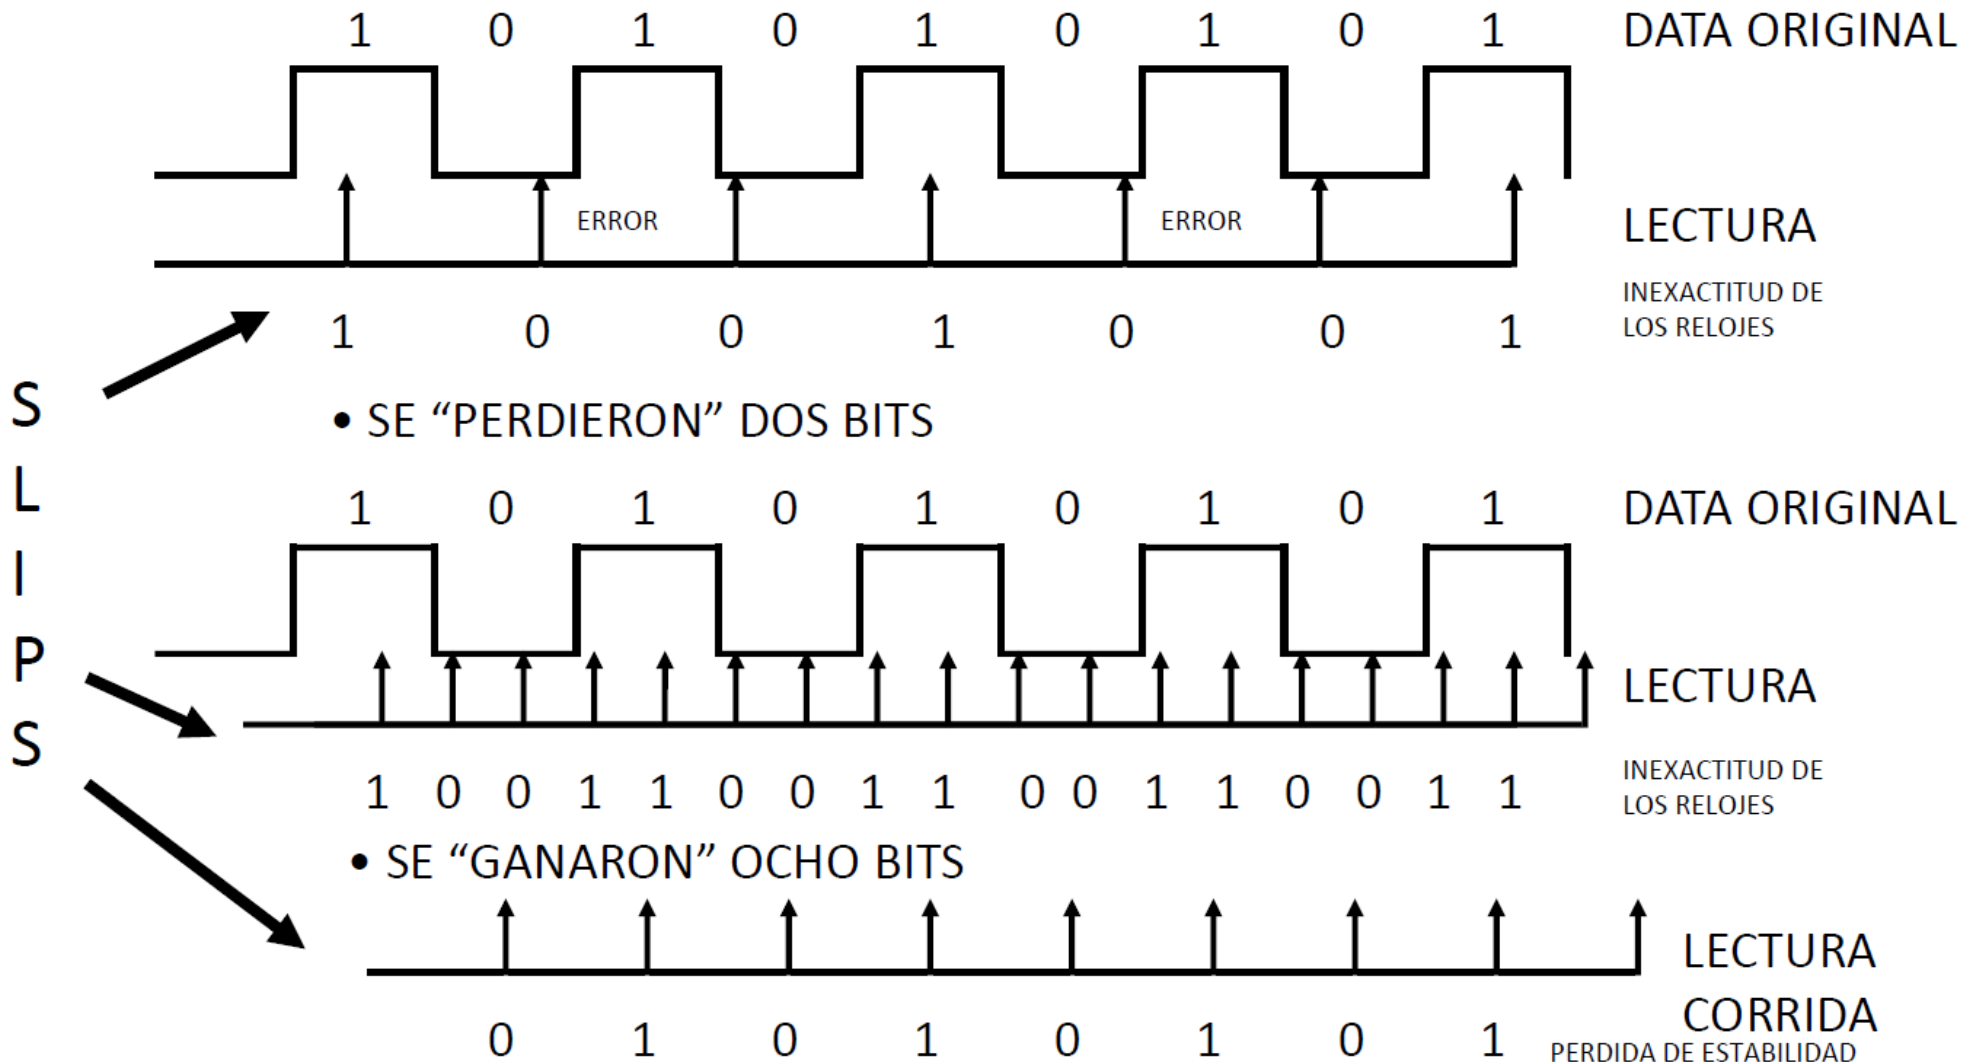 1 0 1 0 1 0 1 0 1 DATA ORIGINAL
ERROR ERROR LECTURA
INEXACTITUD DE
LOS RELOJES
1 0 0 1 0 0 1
S
L
I
P
S
• SE “PERDIERON” DOS BITS
1 0 1 0 1 0 1 0 1 DATA ORIGINAL
LECTURA
INEXACTITUD DE
LOS RELOJES
1 0 0 1 1 0 0 1 1 0 0 1 1 0 0 1 1
• SE “GANARON” OCHO BITS
LECTURA
CORRIDA
0 1 0 1 0 1 0 1 PERDIDA DE ESTABILIDAD